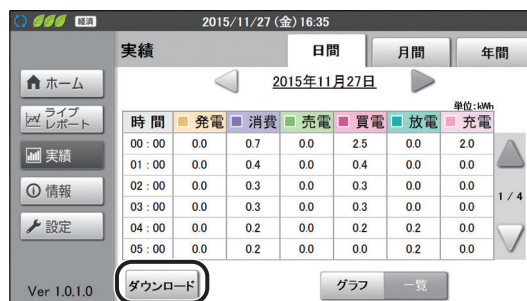 経済 2015/11/27 (金) 16:35
実績 日間 月間 年間
2015年11月27日
単位:kWh
ホーム
ライブレポート
実績
情報
設定
時間 発電 消費 売電 買電 放電 充電
00:00 0.0 0.7 0.0 2.5 0.0 2.0
01:00 0.0 0.4 0.0 0.4 0.0 0.0
02:00 0.0 0.3 0.0 0.3 0.0 0.0
03:00 0.0 0.3 0.0 0.3 0.0 0.0
04:00 0.0 0.2 0.0 0.0 0.2 0.0
05:00 0.0 0.2 0.0 0.0 0.2 0.0
1/4
Ver 1.0.1.0
ダウンロード グラフ 一覧